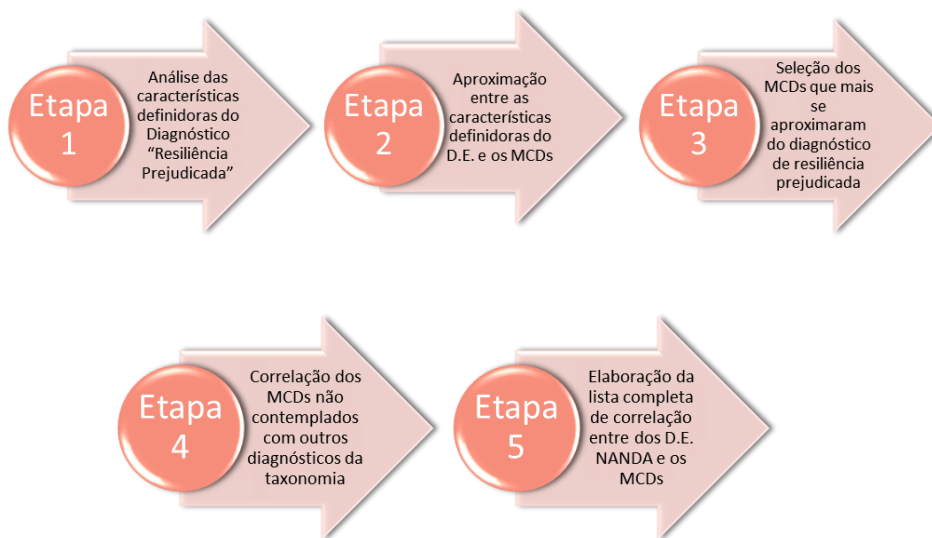 Etapa
1
Análise das
características
definidoras do
Diagnóstico
“Resiliência
Prejudicada”
Etapa
2
Aproximação
entre as
características
definidoras do
D.E. e os MCDs
Etapa
3
Seleção dos
MCDs que mais
se
aproximaram
do diagnóstico
de resiliência
prejudicada
Etapa
4
Correlação dos
MCDs não
contemplados
com outros
diagnósticos da
taxonomia
Etapa
5
Elaboração da
lista completa
de correlação
entre dos D.E.
NANDA e os
MCDs